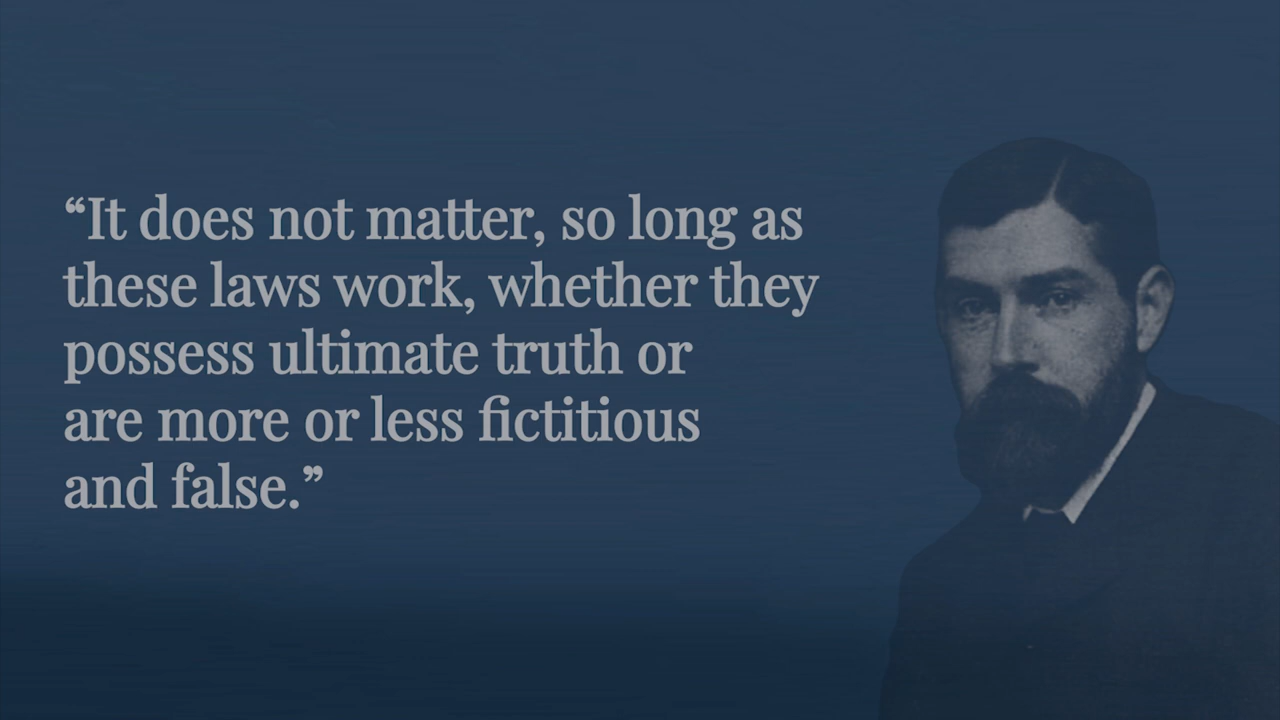 “It does not matter, so long as
these laws work, whether they
possess ultimate truth or
are more or less fictitious
and false.”